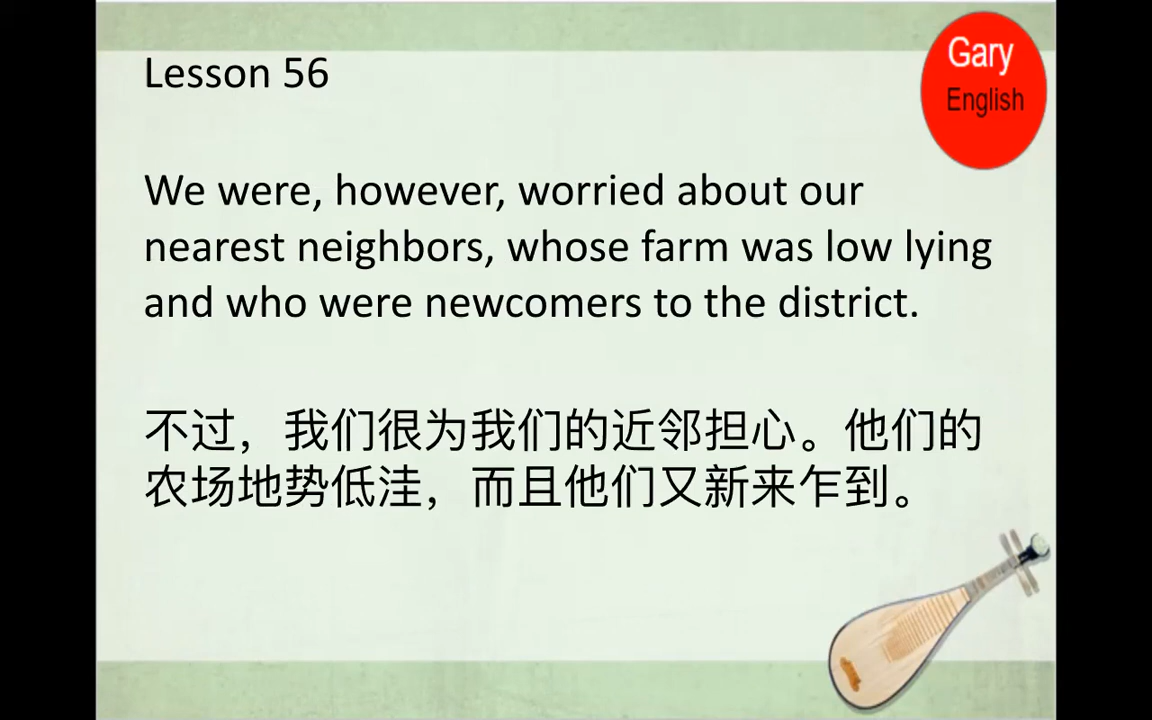 Lesson 56
Gary
English
We were, however, worried about our
nearest neighbors, whose farm was low lying
and who were newcomers to the district.
不过，我们很为我们的近邻担心。他们的
农场地势低洼，而且他们又新来乍到。